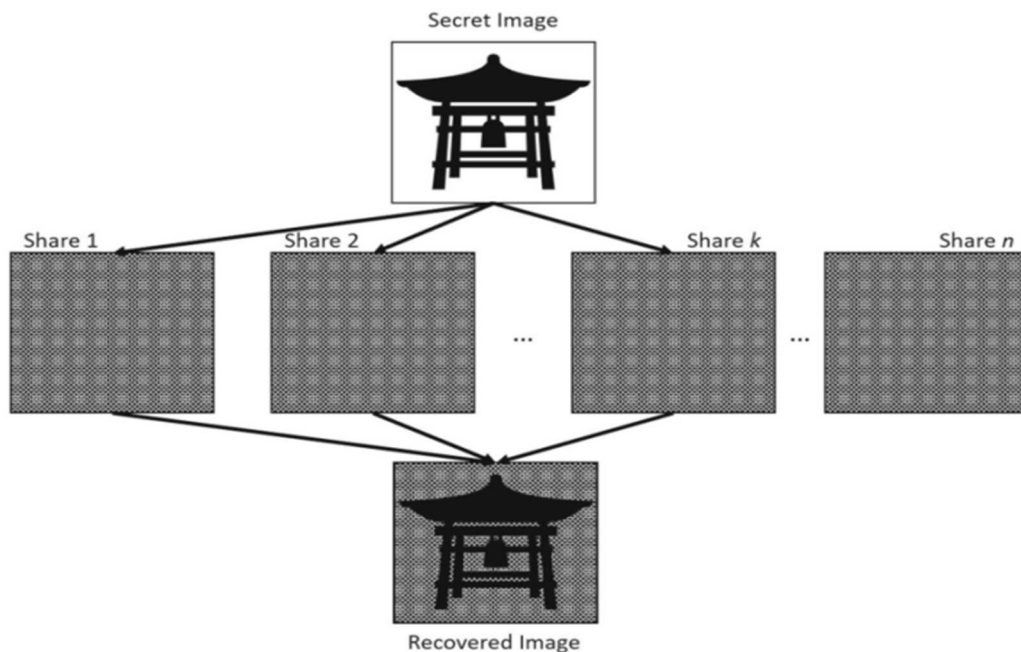 Secret Image
Share 1
Share 2
Share k
Share n
...
...
Recovered Image